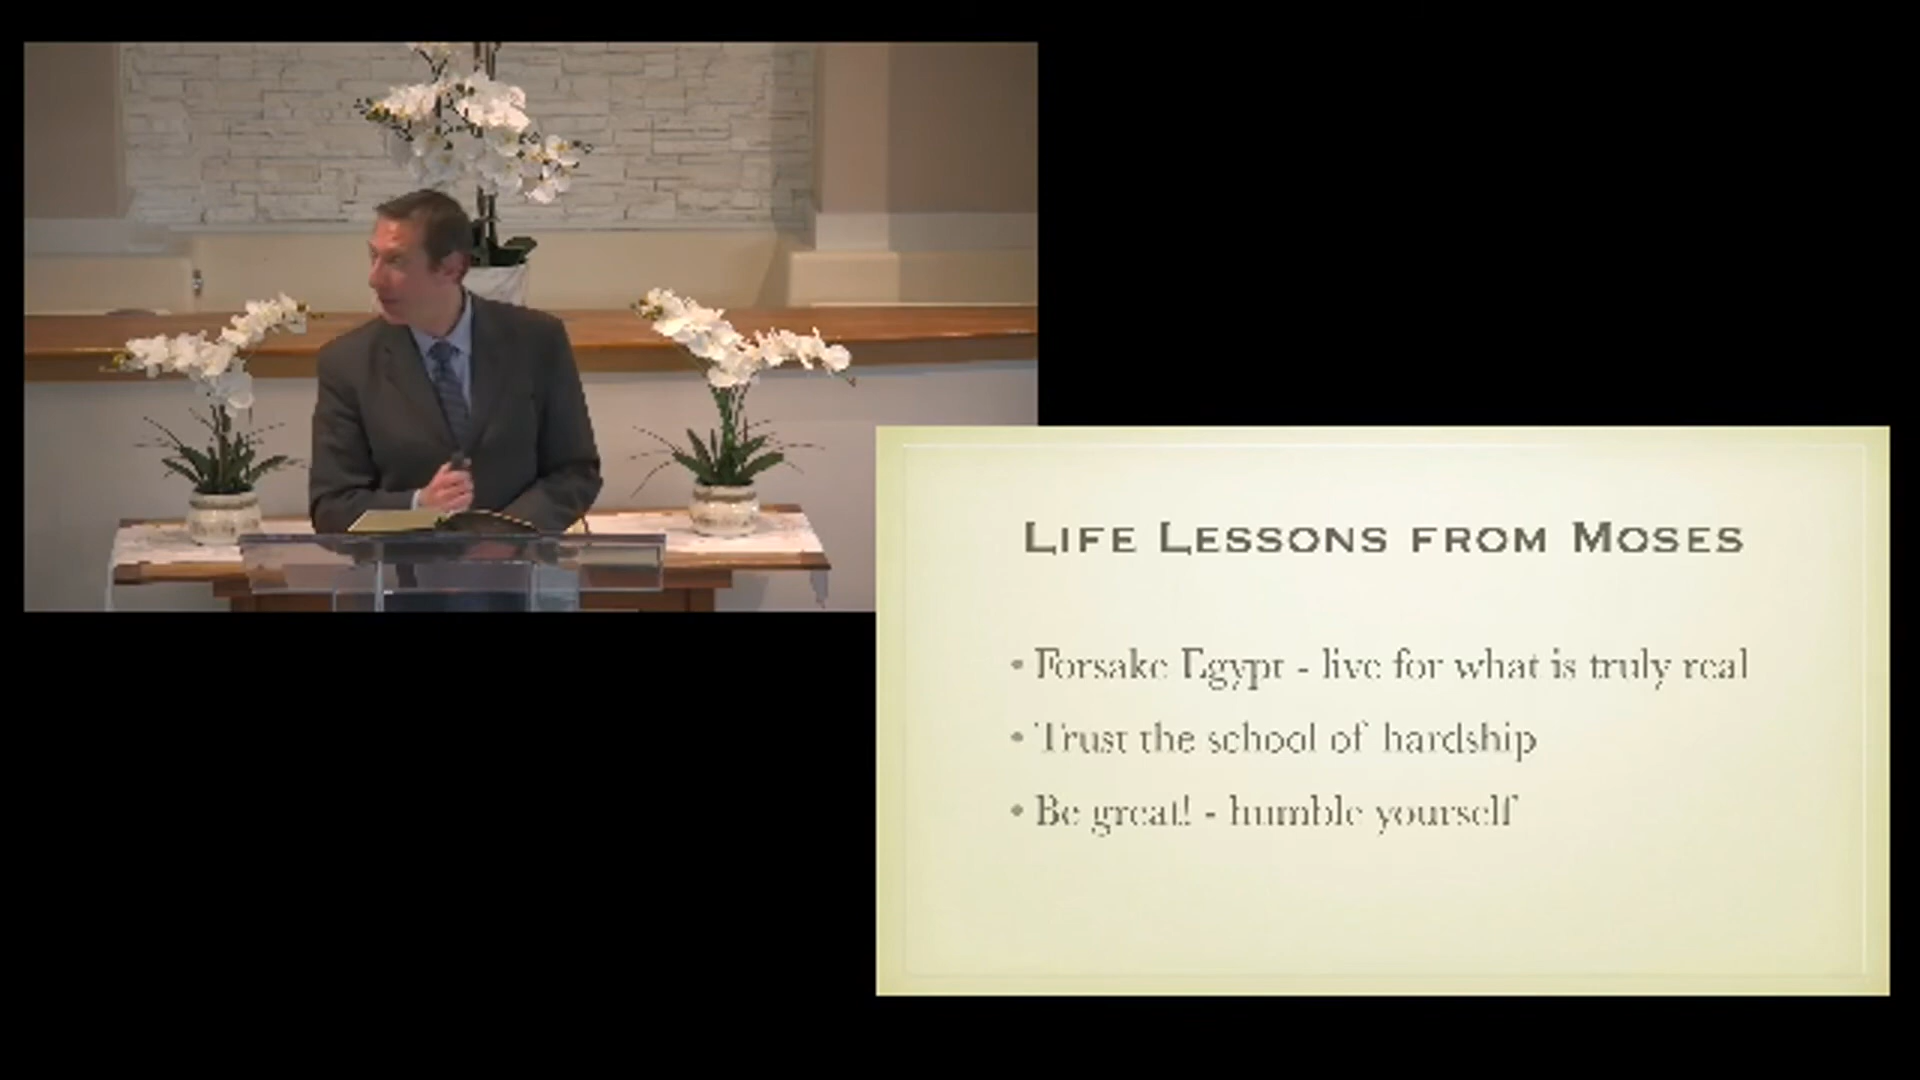 Life Lessons from Moses
• Forsake Egypt - live for what is truly real
• Trust the school of hardship
• Be great! - humble yourself